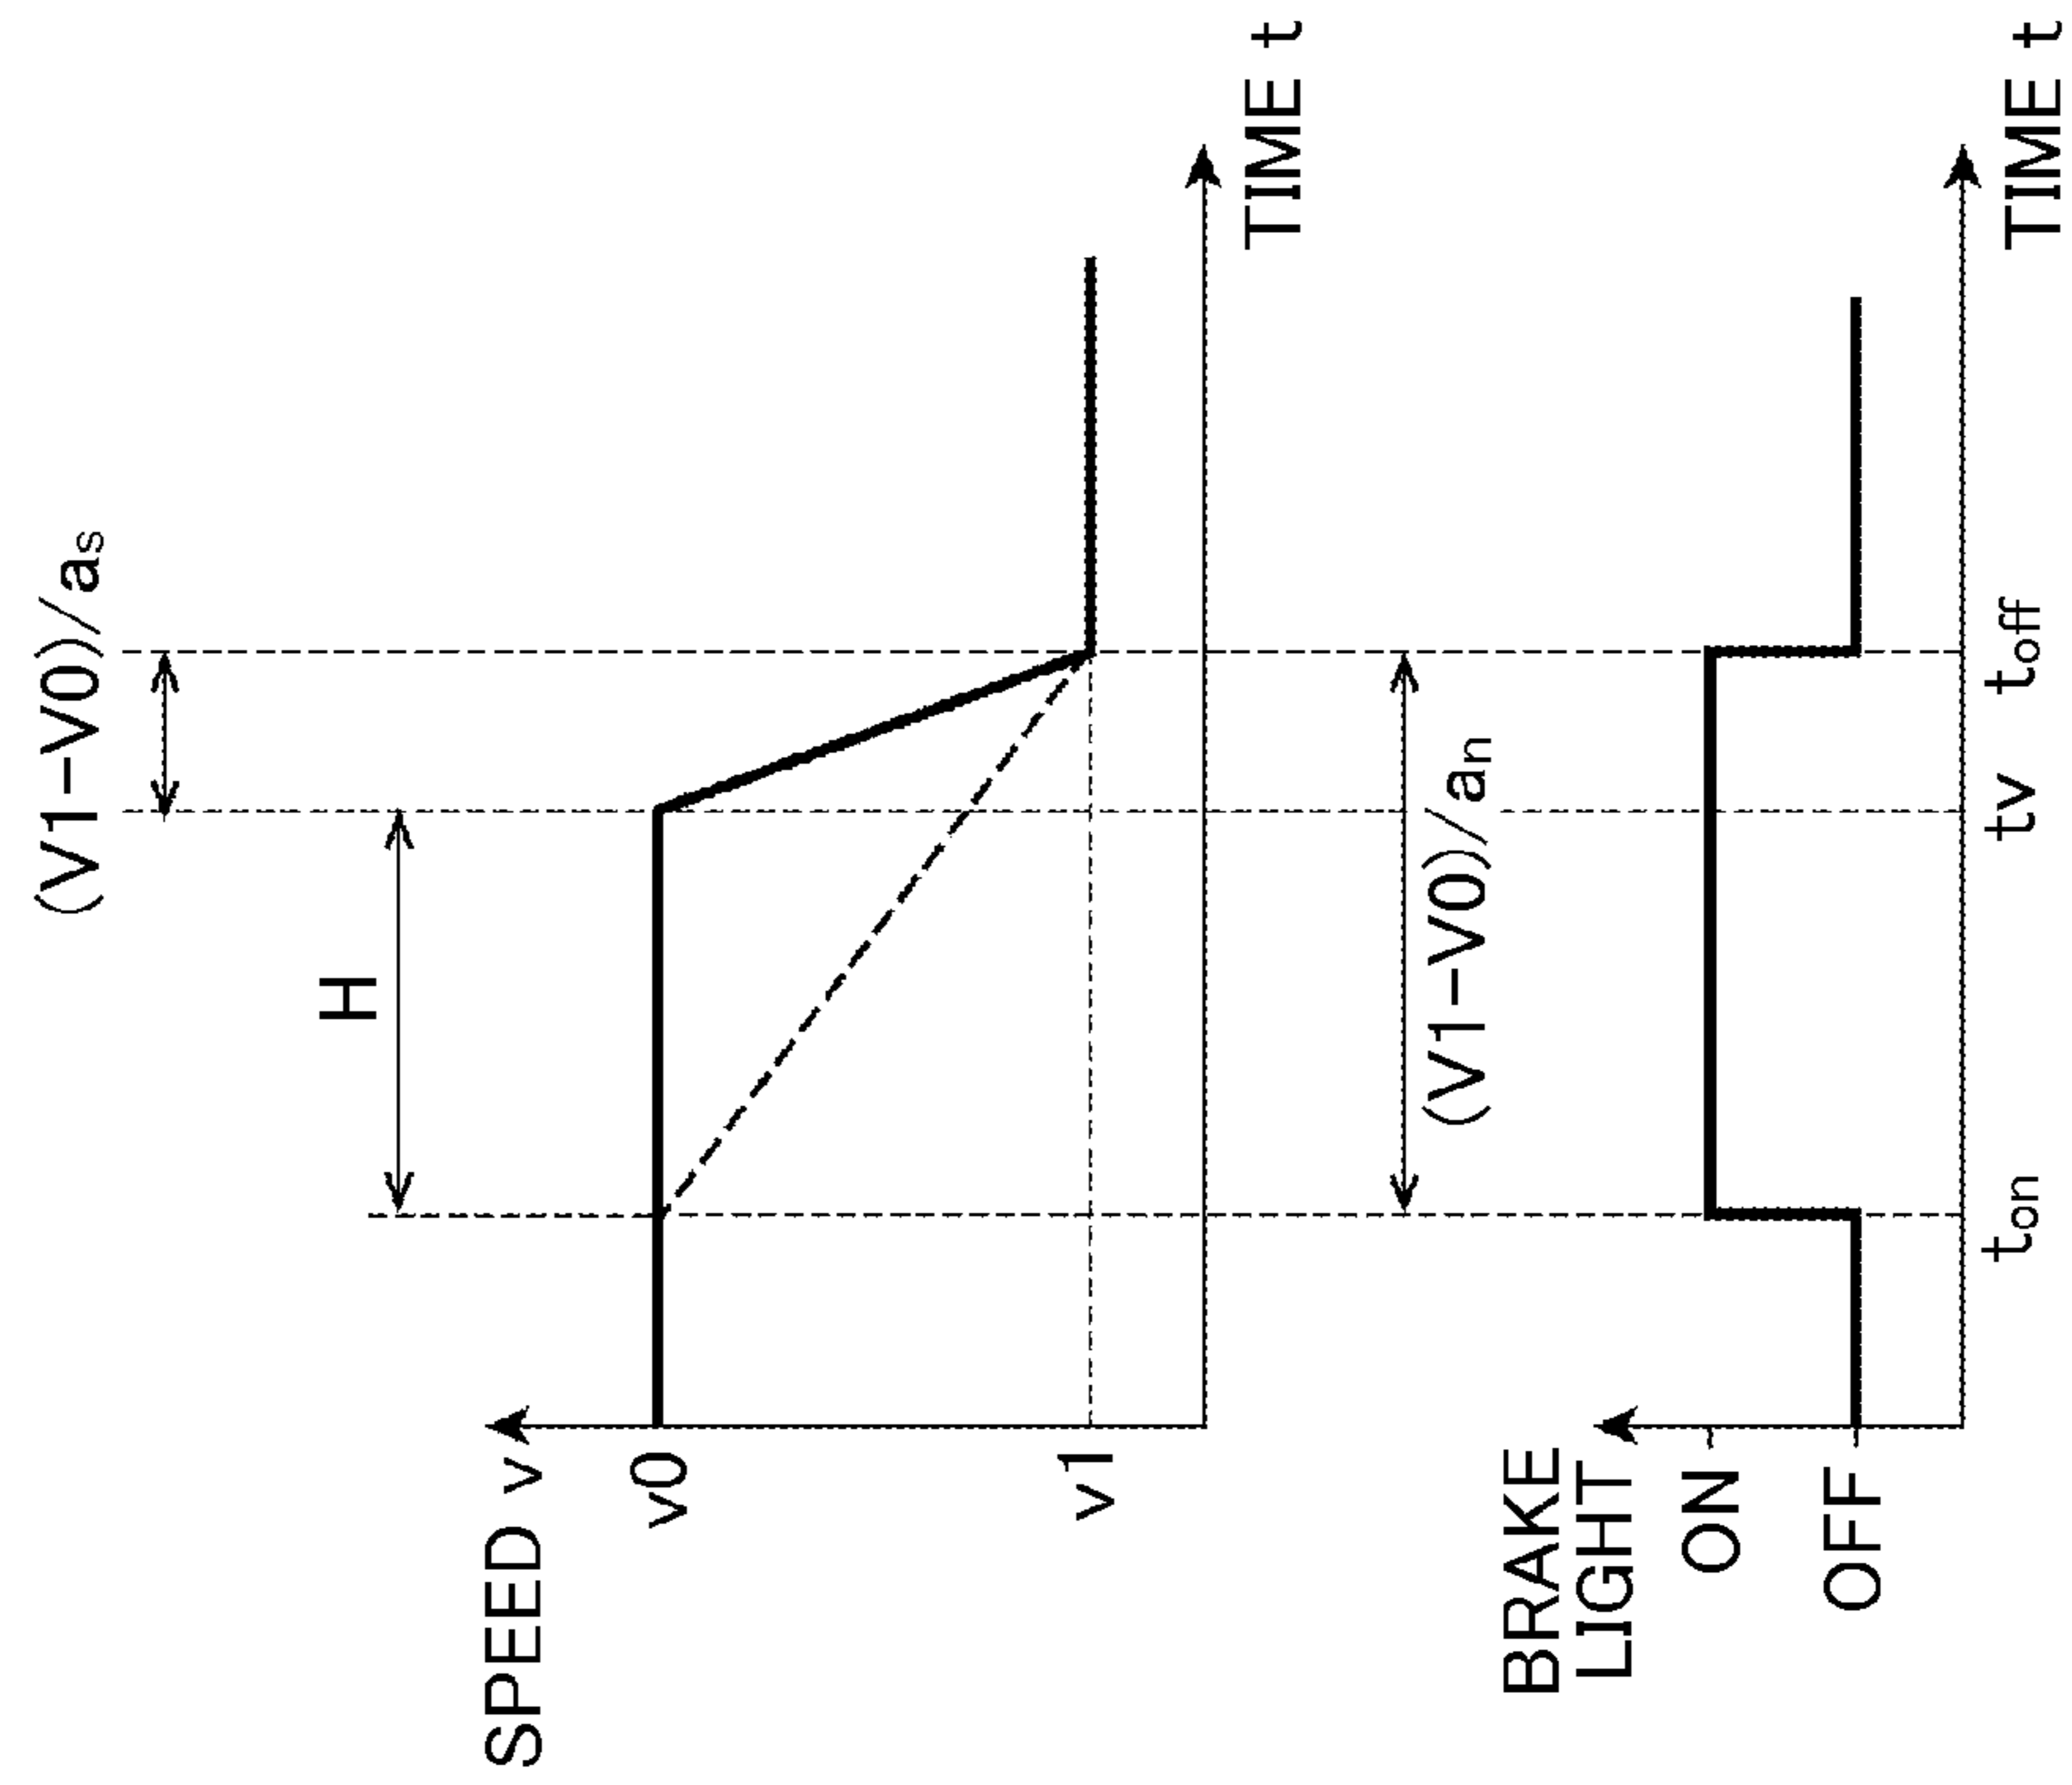 (V1-V0)/as
H
SPEED v
v0
v1
TIME t
(V1-V0)/an
BRAKE
LIGHT
ON
OFF
ton
tv
toff
TIME t